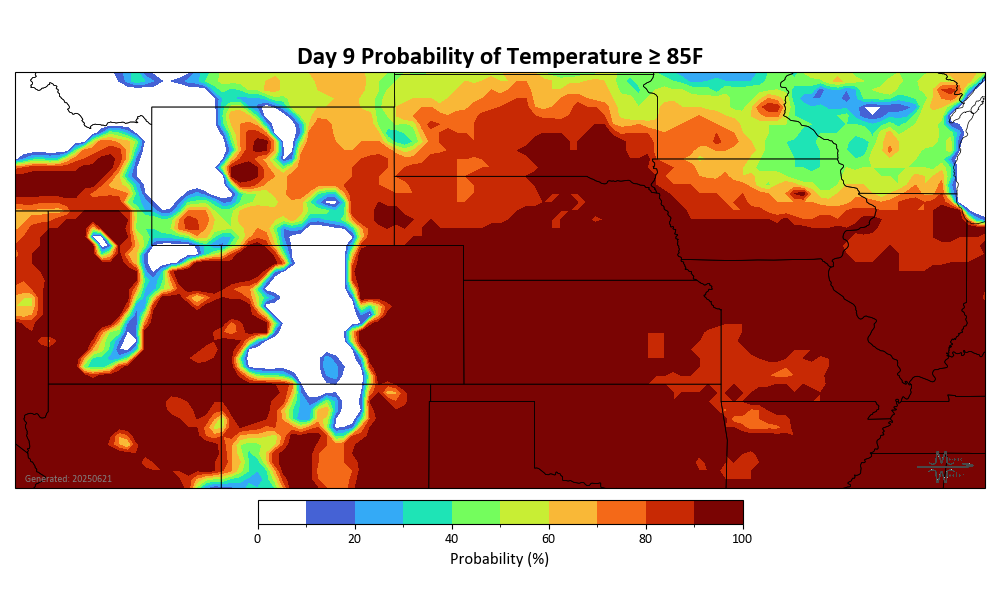 Day 9 Probability of Temperature ≥ 85F
Generated: 20250621
0 20 40 60 80 100
Probability (%)